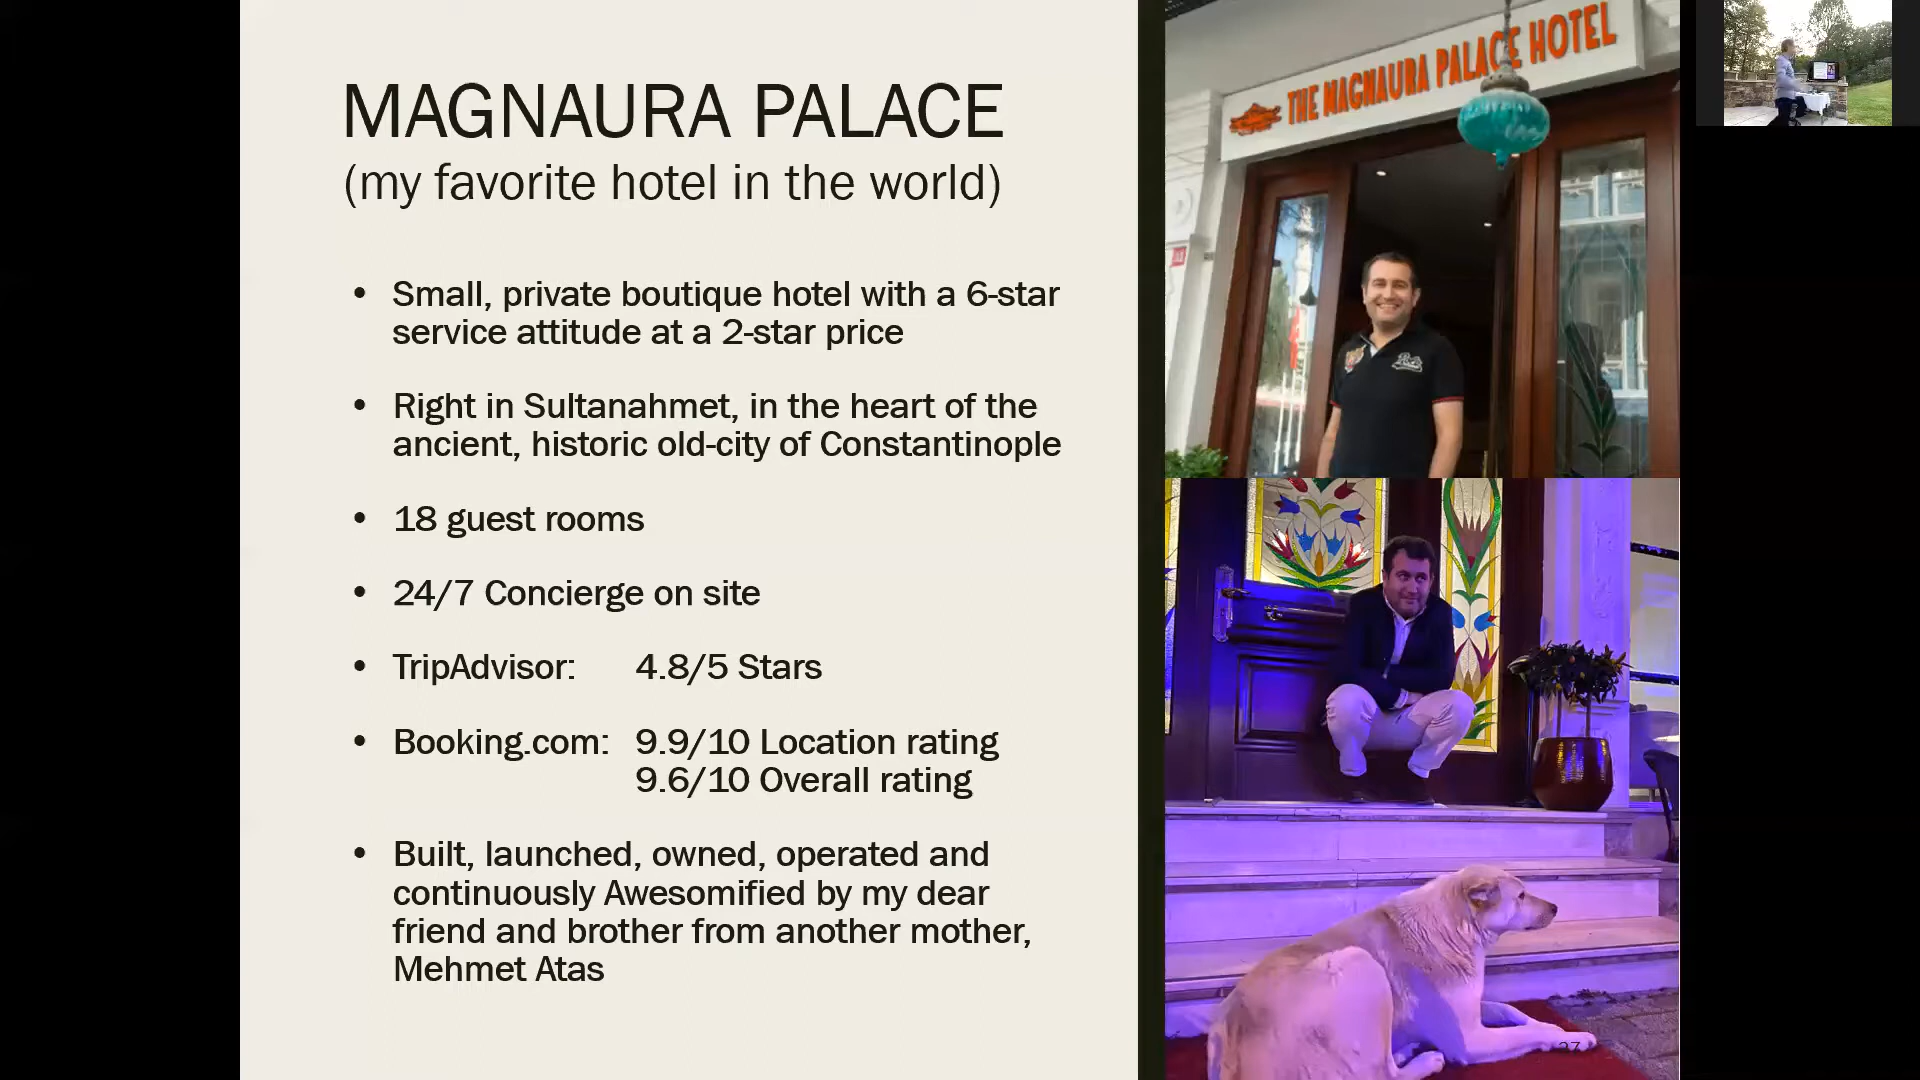 MAGNAURA PALACE
(my favorite hotel in the world)
• Small, private boutique hotel with a 6-star
service attitude at a 2-star price
• Right in Sultanahmet, in the heart of the
ancient, historic old-city of Constantinople
• 18 guest rooms
• 24/7 Concierge on site
• TripAdvisor: 4.8/5 Stars
• Booking.com: 9.9/10 Location rating
9.6/10 Overall rating
• Built, launched, owned, operated and
continuously Awesomified by my dear
friend and brother from another mother,
Mehmet Atas
THE MAGNAURA PALACE HOTEL
27